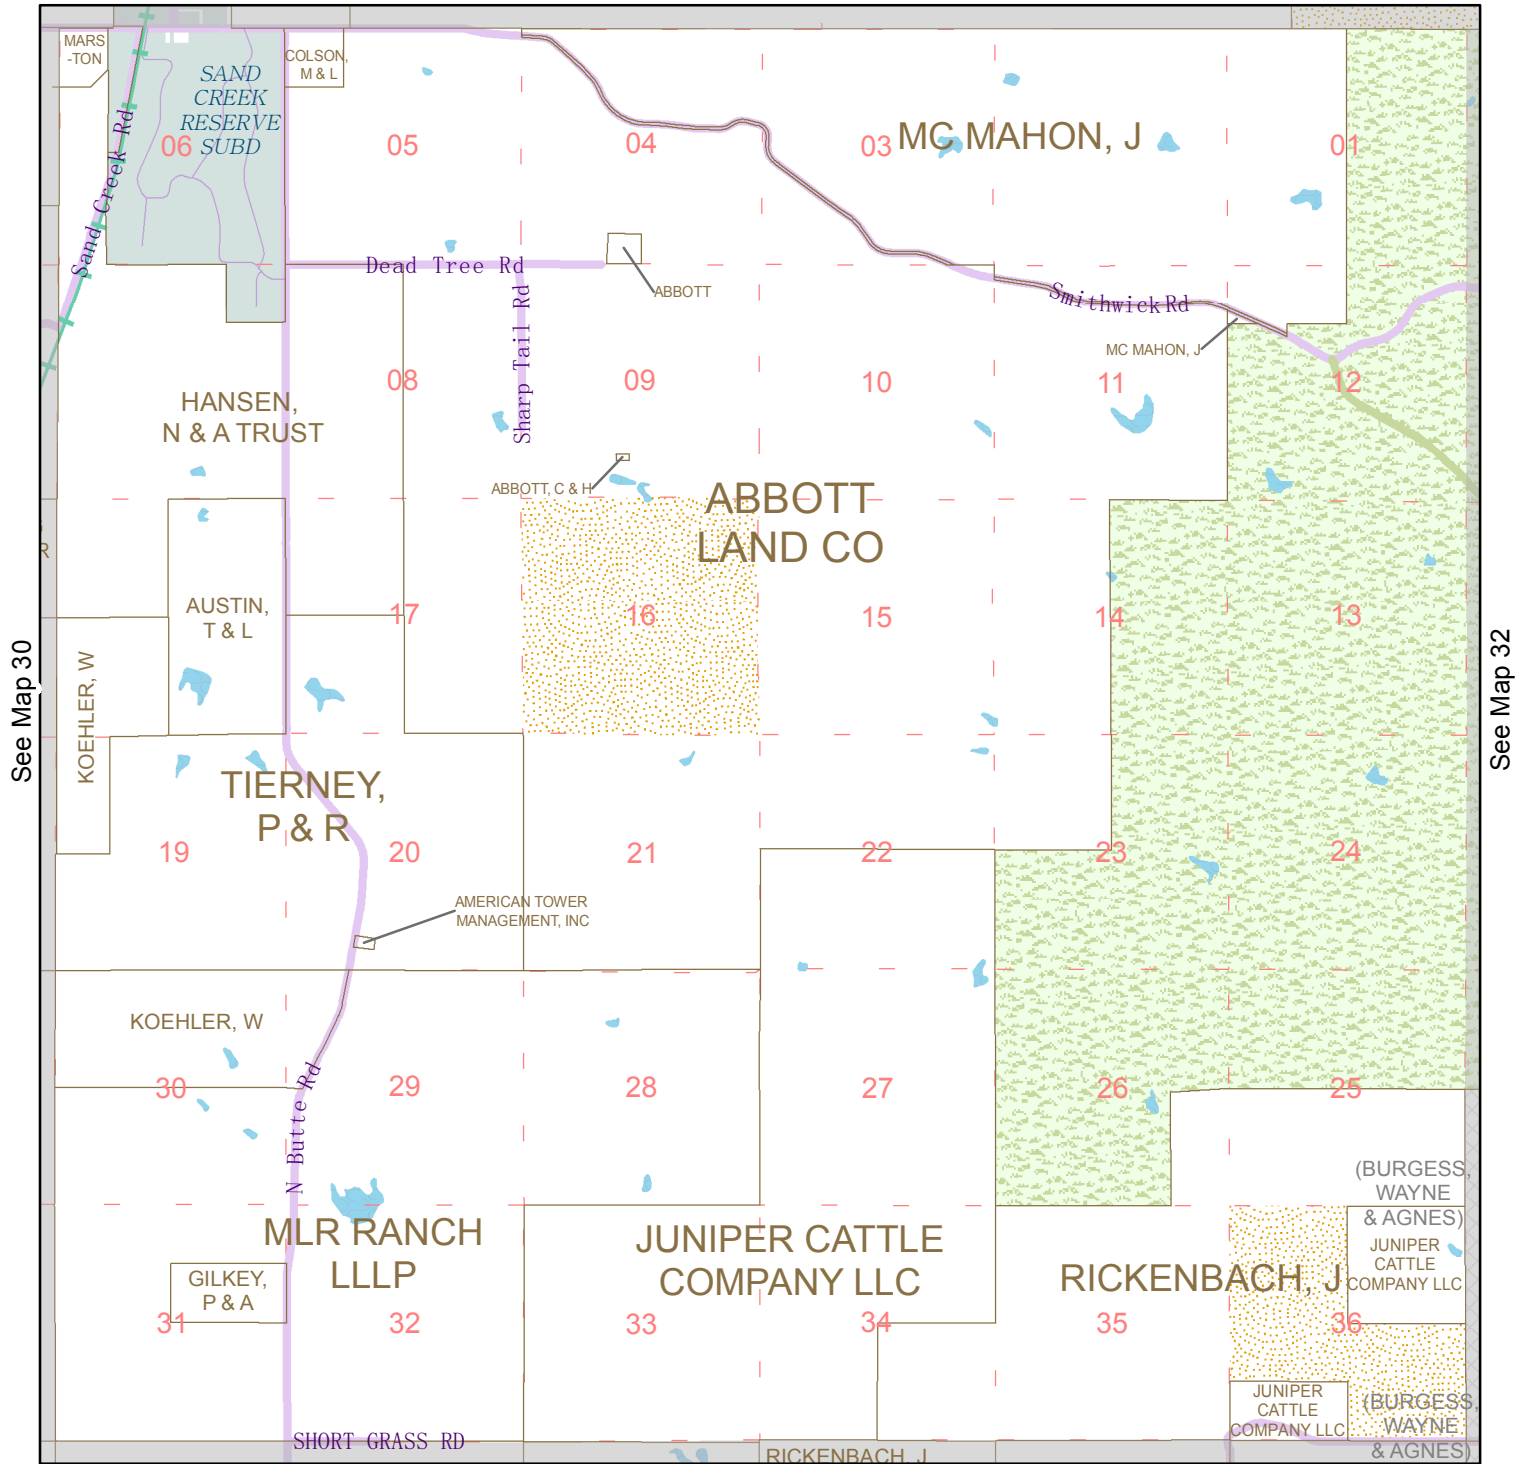 MARS
-TON
SAND
CREEK
RESERVE
SUBD
COLSON,
M & L
06
05
04
03
MC MAHON, J
01
Sand Creek Rd
Dead Tree Rd
Sharp Tail Rd
ABBOTT
Smithwick Rd
MC MAHON, J
HANSEN,
N & A TRUST
08
09
10
11
12
ABBOTT, C & H
ABBOTT
LAND CO
R
AUSTIN,
T & L
17
16
15
14
13
KOEHLER, W
See Map 30
See Map 32
TIERNEY,
P & R
19
20
21
22
23
24
AMERICAN TOWER
MANAGEMENT, INC
KOEHLER, W
30
29
28
27
26
25
N Butte Rd
(BURGESS,
WAYNE
& AGNES)
MLR RANCH
LLLP
JUNIPER CATTLE
COMPANY LLC
RICKENBACH, J
JUNIPER
CATTLE
COMPANY LLC
GILKEY,
P & A
31
32
33
34
35
36
JUNIPER
CATTLE
COMPANY LLC
(BURGESS,
WAYNE
& AGNES)
SHORT GRASS RD
RICKENBACH, J